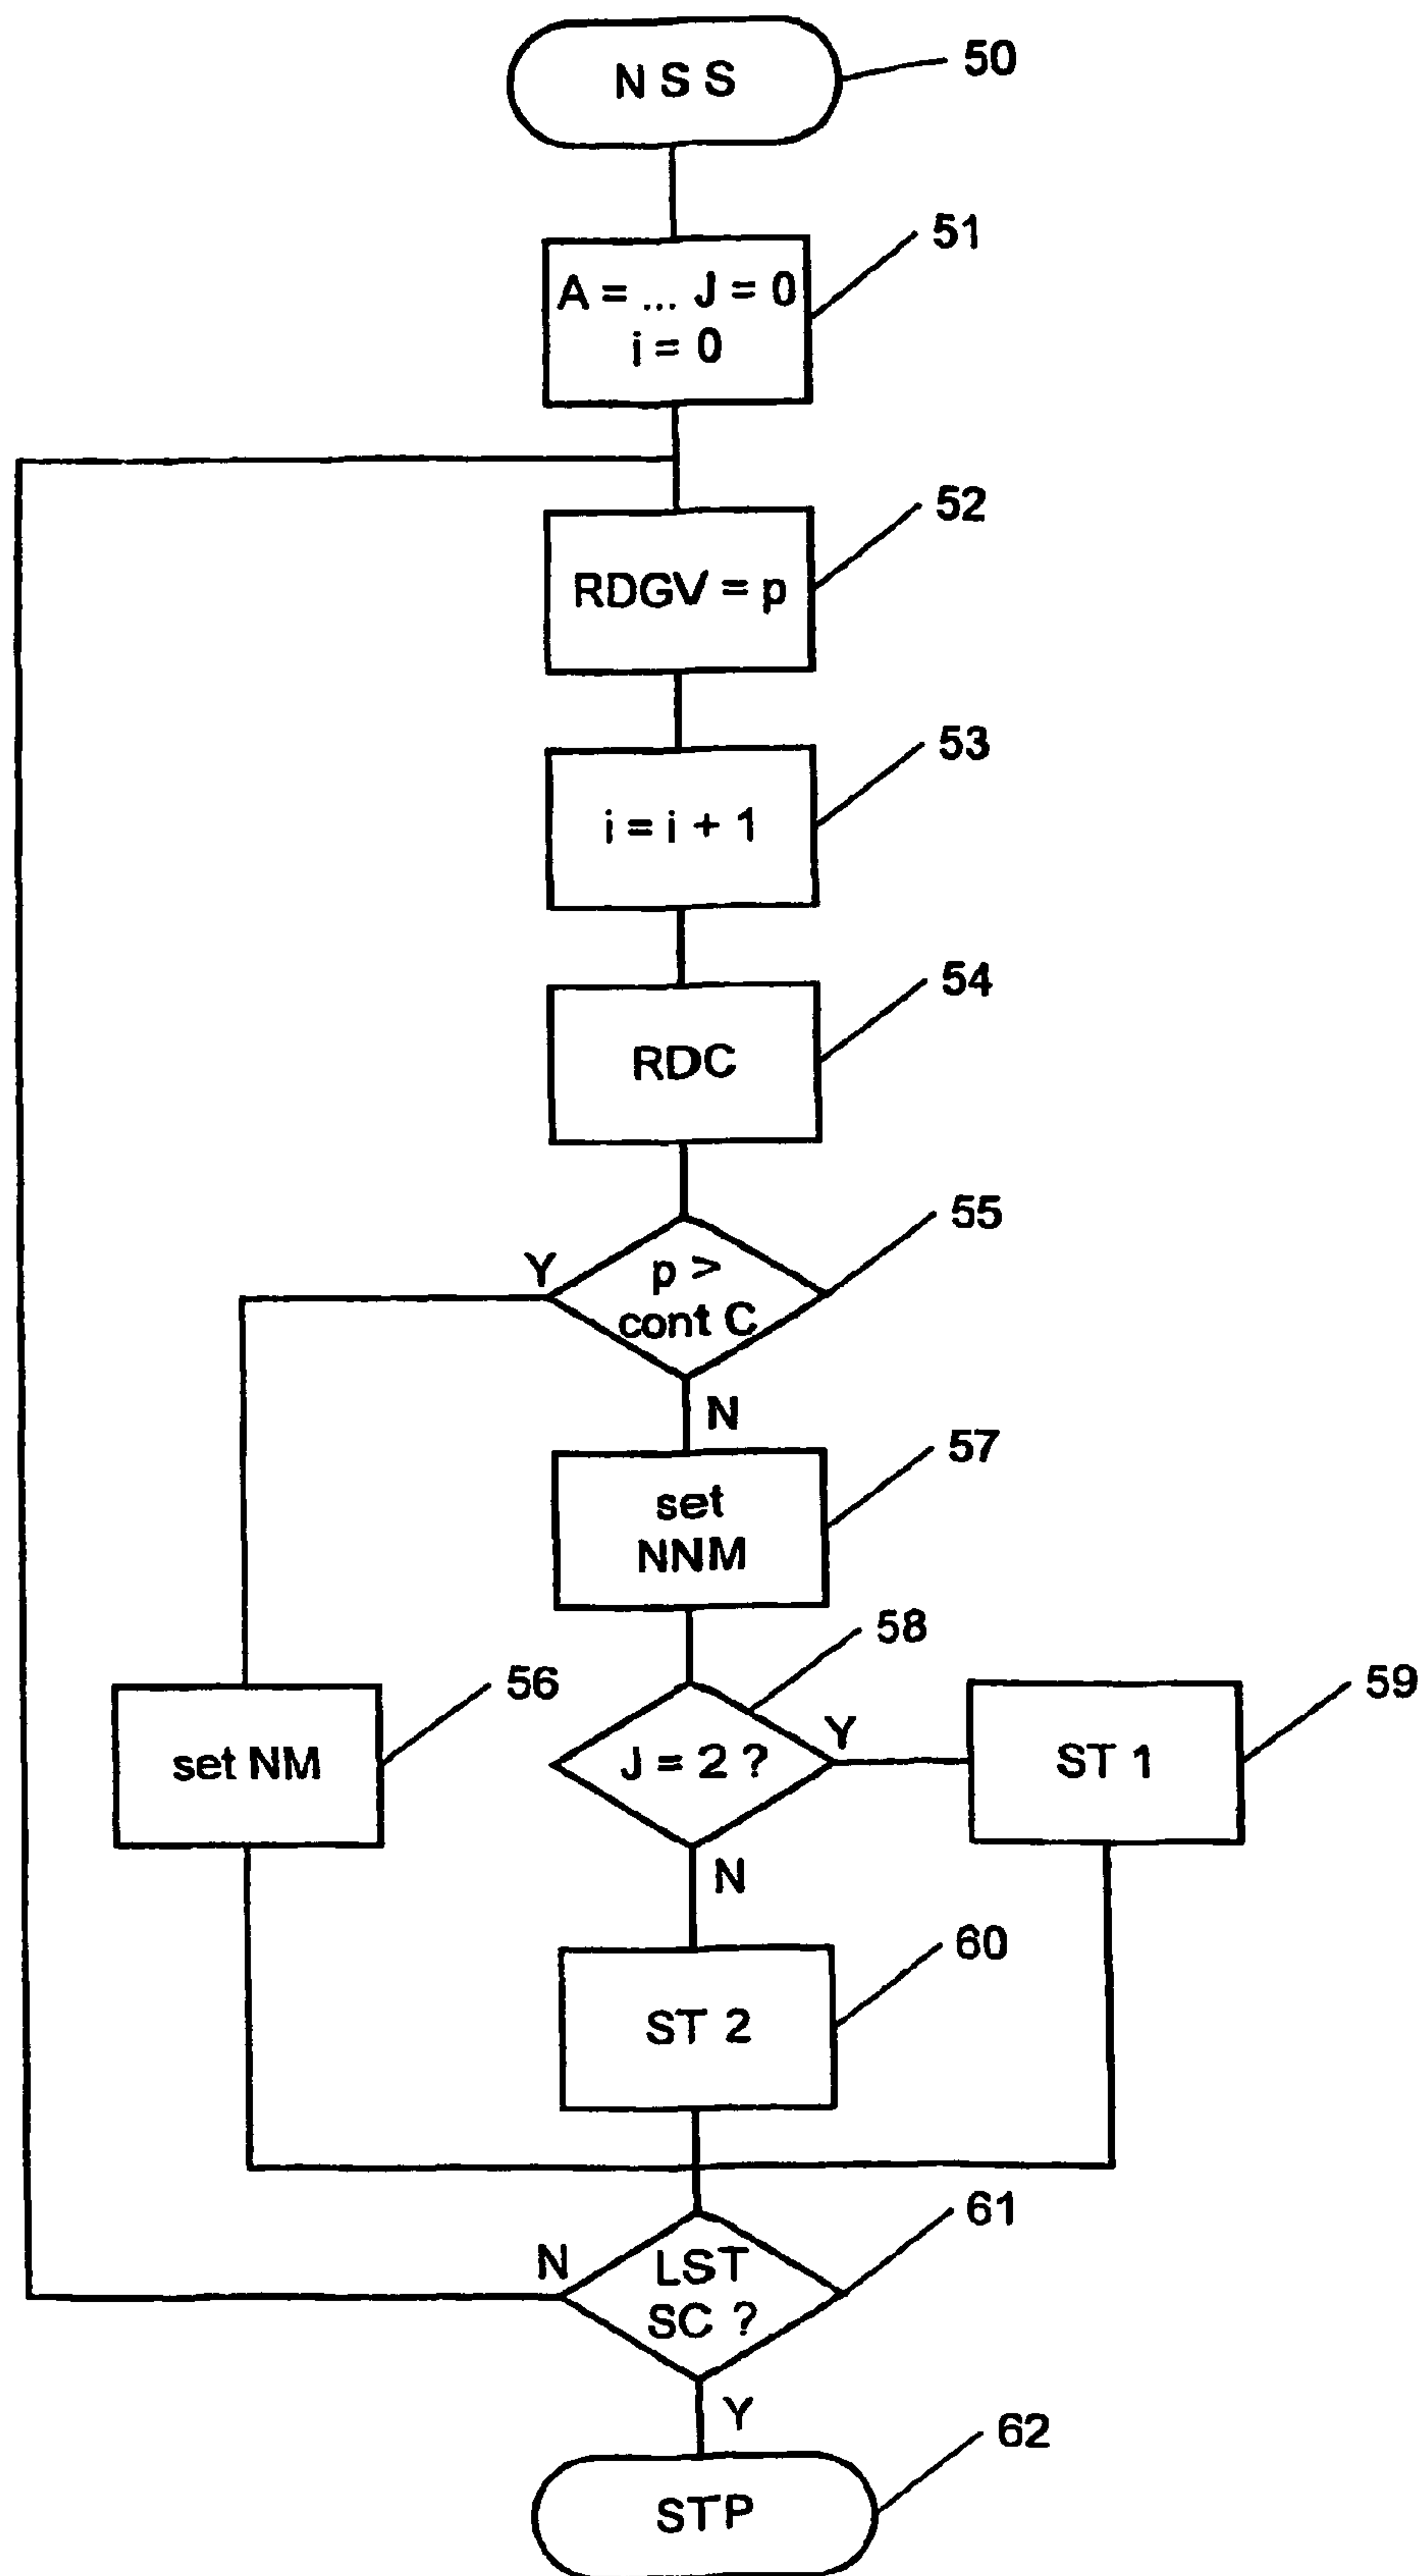 N S S
50
51
A = ... J = 0
i = 0
52
RDGV = p
53
i = i + 1
54
RDC
55
Y
p >
cont C
N
57
set
NNM
58
56
59
set NM
J = 2 ?
Y
ST 1
N
60
ST 2
61
N
LST
SC ?
Y
62
STP